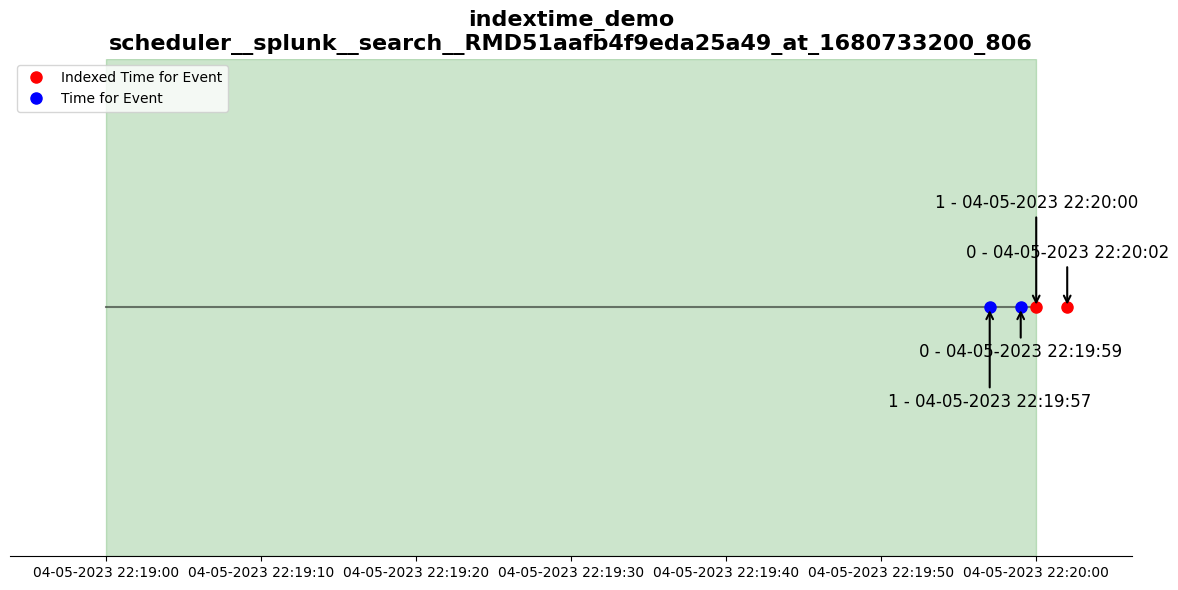 indextime_demo
scheduler__splunk__search__RMD51aafb4f9eda25a49_at_1680733200_806
Indexed Time for Event
Time for Event
1 - 04-05-2023 22:20:00
0 - 04-05-2023 22:20:02
0 - 04-05-2023 22:19:59
1 - 04-05-2023 22:19:57
04-05-2023 22:19:00 04-05-2023 22:19:10 04-05-2023 22:19:20 04-05-2023 22:19:30 04-05-2023 22:19:40 04-05-2023 22:19:50 04-05-2023 22:20:00